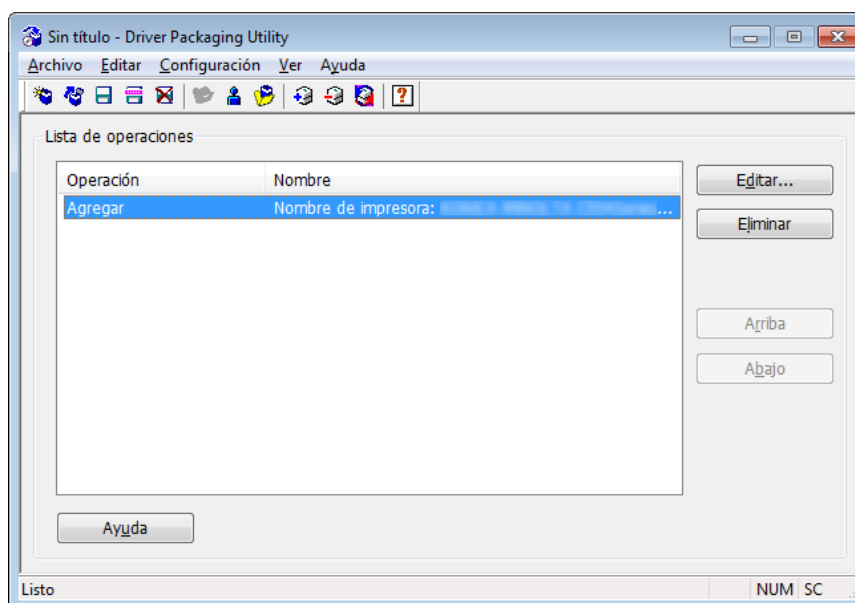 Sin título - Driver Packaging Utility
Archivo Editar Configuración Ver Ayuda
Lista de operaciones
Operación Nombre
Agregar Nombre de impresora: ...
Editar...
Eliminar
Arriba
Abajo
Ayuda
Listo NUM SC